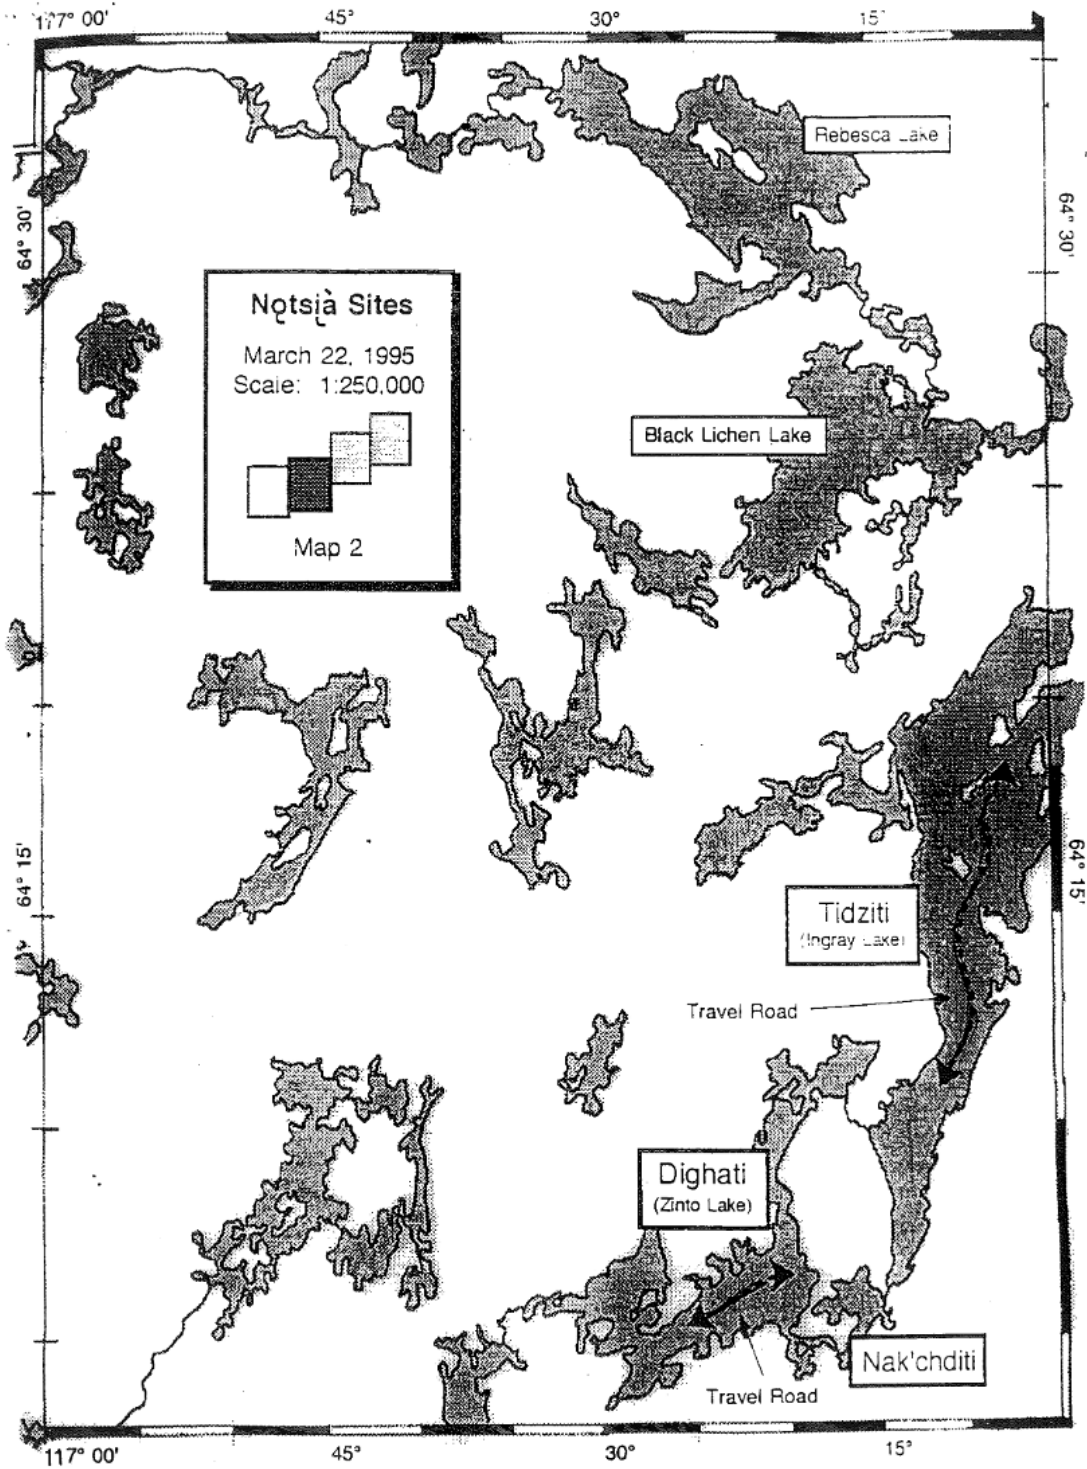 177° 00'
45°
30°
15'
Rebesca Lake
64° 30'
64° 30'
Nǫtsı̨à Sites
March 22, 1995
Scale: 1:250,000
Map 2
Black Lichen Lake
64° 15'
64° 15'
Tidziti
(Ingray Lake)
Travel Road
Dighati
(Zinto Lake)
Nak'chditi
Travel Road
117° 00'
45°
30°
15°